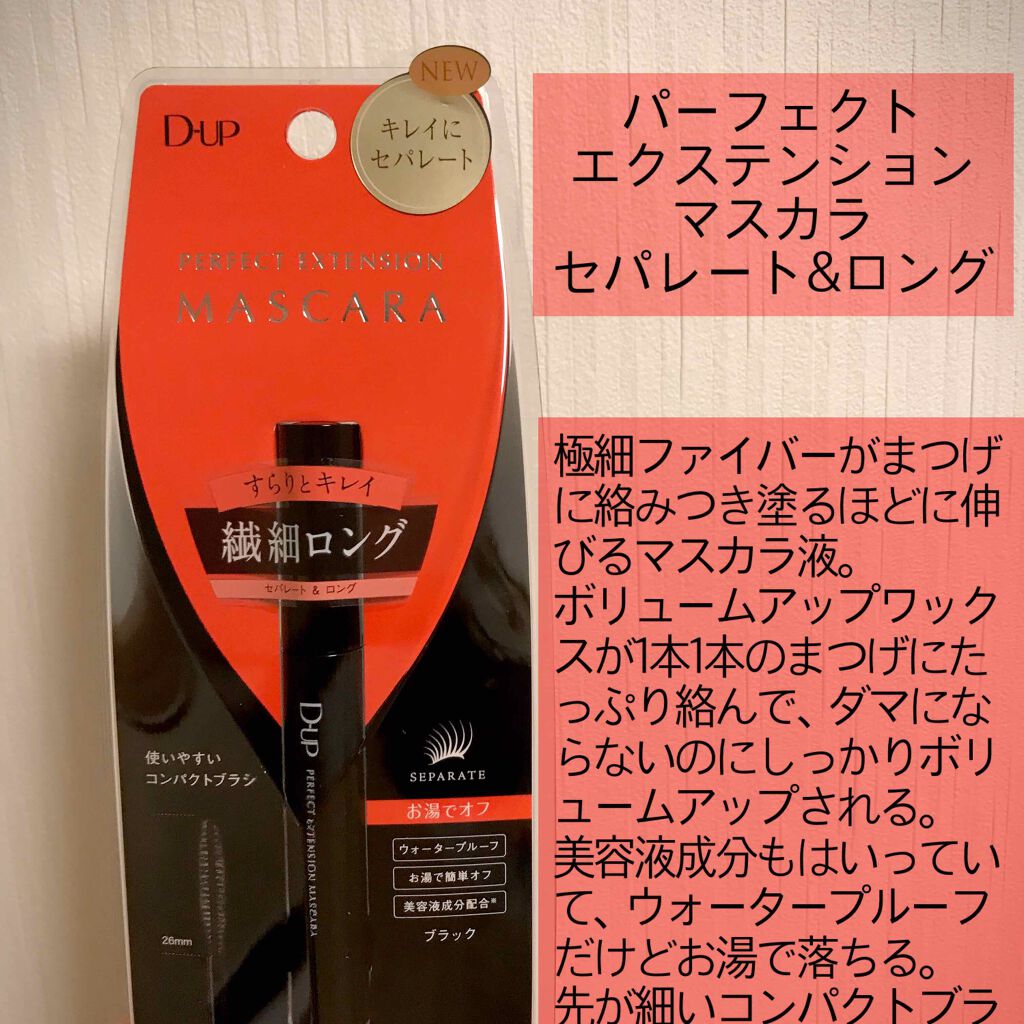 D-UP
NEW
キレイに
セパレート
PERFECT EXTENSION
MASCARA
すらりとキレイ
繊細ロング
セパレート & ロング
使いやすい
コンパクトブラシ
26mm
D-UP PERFECT EXTENSION MASCARA
SEPARATE
お湯でオフ
ウォータープルーフ
お湯で簡単オフ
美容液成分配合※
ブラック
パーフェクト
エクステンション
マスカラ
セパレート&ロング
極細ファイバーがまつげ
に絡みつき塗るほどに伸
びるマスカラ液。
ボリュームアップワック
スが1本1本のまつげにた
っぷり絡んで、ダマにな
らないのにしっかりボリ
ュームアップされる。
美容液成分もはいってい
て、ウォータープルーフ
だけどお湯で落ちる。
先が細いコンパクトブラ